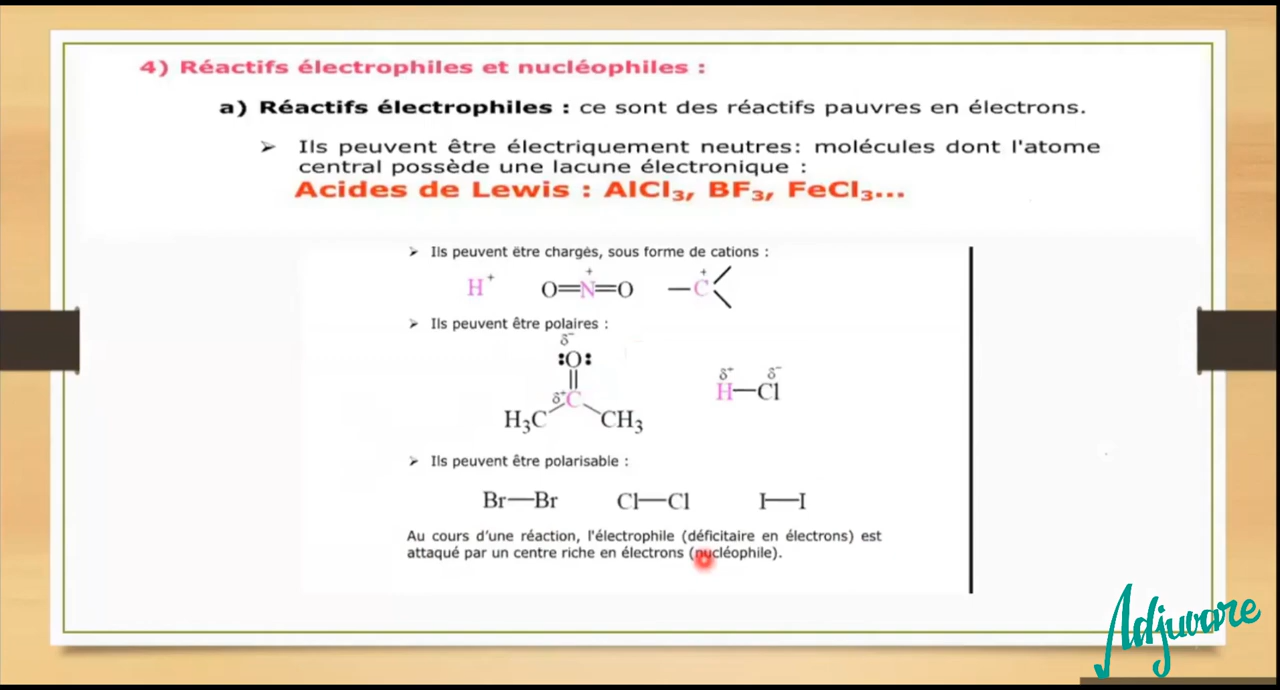 4) Réactifs électrophiles et nucléophiles :
a) Réactifs électrophiles : ce sont des réactifs pauvres en électrons.
➢ Ils peuvent être électriquement neutres: molécules dont l'atome
central possède une lacune électronique :
Acides de Lewis : AlCl₃, BF₃, FeCl₃...
➢ Ils peuvent être chargés, sous forme de cations :
H⁺ O=N⁺=O —C⁺
➢ Ils peuvent être polaires :
δ⁻
:O:
δ⁺ C
H₃C CH₃
δ⁺ δ⁻
H—Cl
➢ Ils peuvent être polarisable :
Br—Br Cl—Cl I—I
Au cours d'une réaction, l'électrophile (déficitaire en électrons) est
attaqué par un centre riche en électrons (nucléophile).
Adjuware